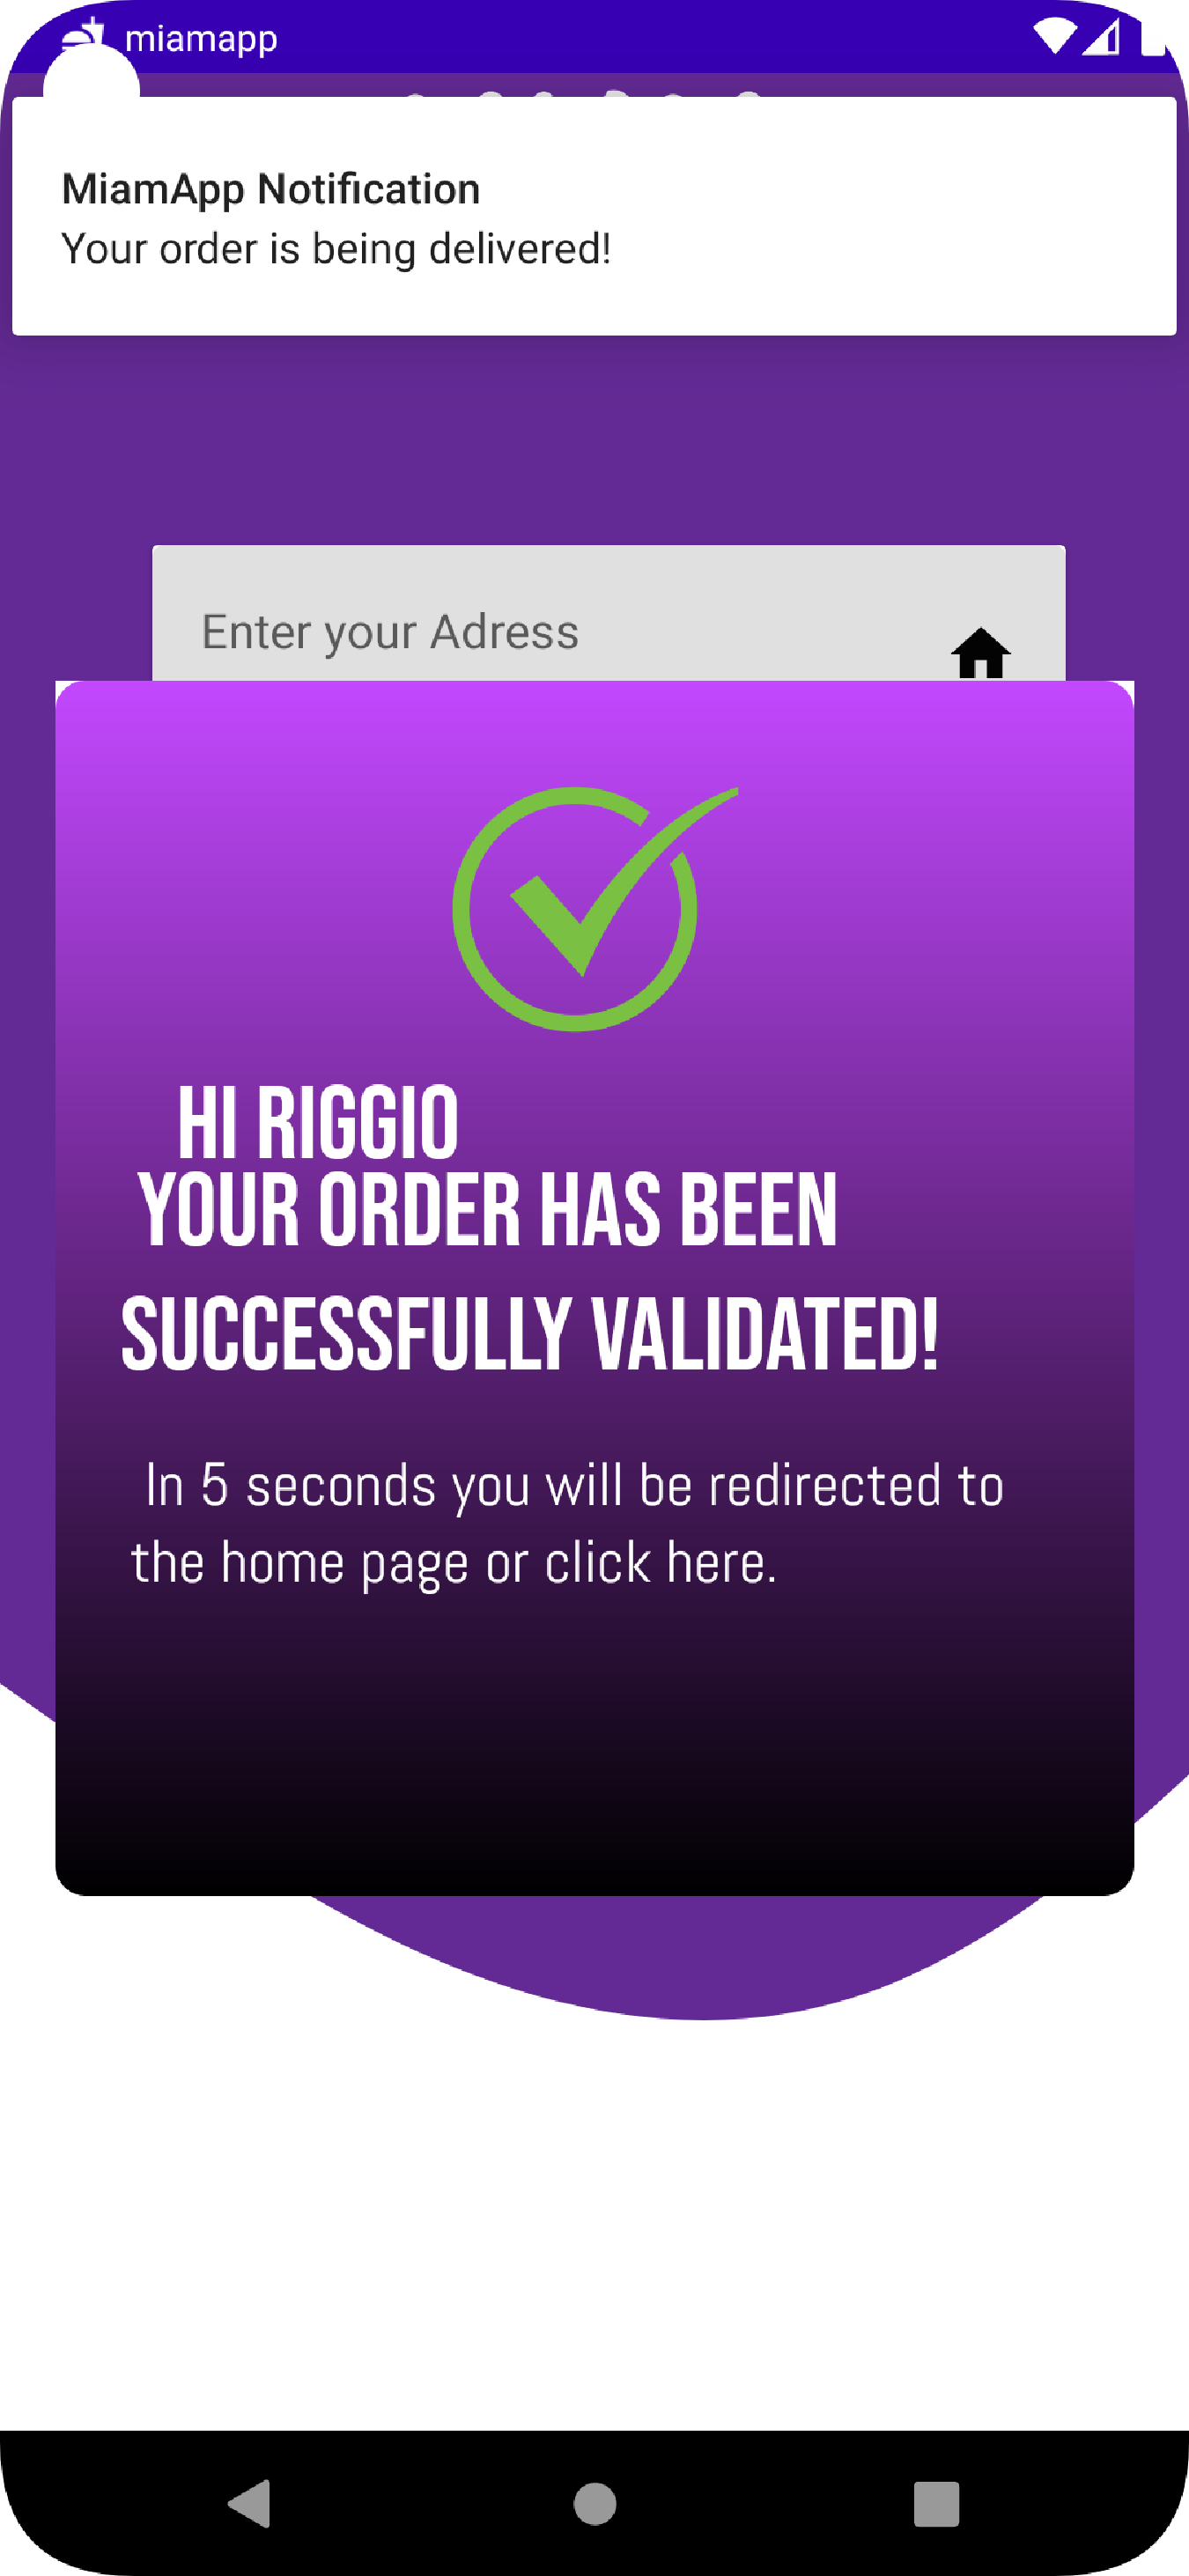 miamapp
MiamApp Notification
Your order is being delivered!
Enter your Adress
HI RIGGIO
YOUR ORDER HAS BEEN
SUCCESSFULLY VALIDATED!
In 5 seconds you will be redirected to
the home page or click here.